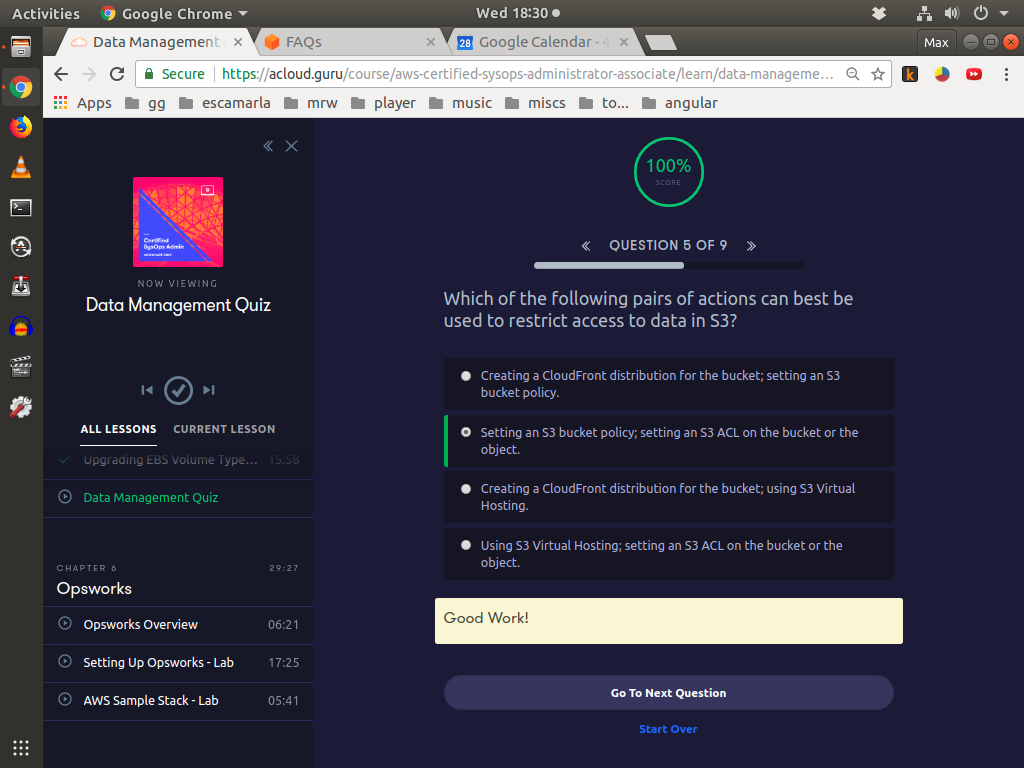 Activities Google Chrome Wed 18:30
Data Management FAQs Google Calendar - 4 Max
Secure https://acloud.guru/course/aws-certified-sysops-administrator-associate/learn/data-manageme...
Apps gg escamarla mrw player music miscs to... angular
Certified
SysOps Admin
NOW VIEWING
Data Management Quiz
ALL LESSONS CURRENT LESSON
Upgrading EBS Volume Type... 15:58
Data Management Quiz
CHAPTER 6 29:27
Opsworks
Opsworks Overview 06:21
Setting Up Opsworks - Lab 17:25
AWS Sample Stack - Lab 05:41
100%
SCORE
« QUESTION 5 OF 9 »
Which of the following pairs of actions can best be
used to restrict access to data in S3?
Creating a CloudFront distribution for the bucket; setting an S3
bucket policy.
Setting an S3 bucket policy; setting an S3 ACL on the bucket or the
object.
Creating a CloudFront distribution for the bucket; using S3 Virtual
Hosting.
Using S3 Virtual Hosting; setting an S3 ACL on the bucket or the
object.
Good Work!
Go To Next Question
Start Over